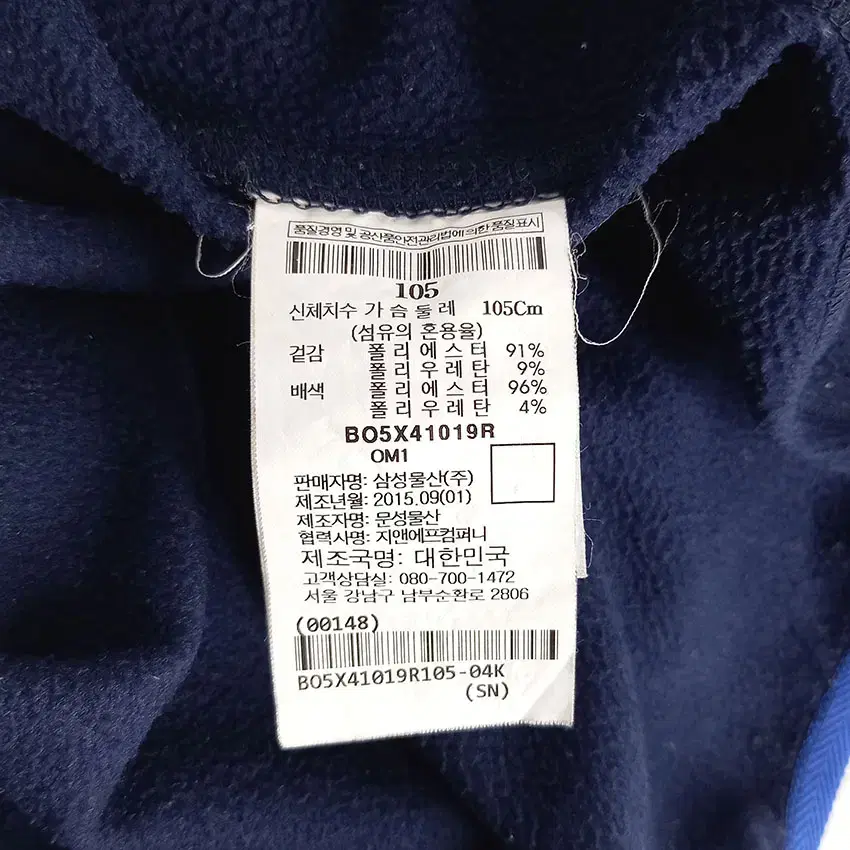 품질경영 및 공산품안전관리법에 의한 품질표시
105
신체치수 가슴둘레 105Cm
(섬유의 혼용율)
겉감 폴리에스터 91%
폴리우레탄 9%
배색 폴리에스터 96%
폴리우레탄 4%
BO5X41019R
OM1
판매자명: 삼성물산(주)
제조년월: 2015.09(01)
제조자명: 문성물산
협력사명: 지앤에프컴퍼니
제조국명: 대한민국
고객상담실: 080-700-1472
서울 강남구 남부순환로 2806
(00148)
BO5X41019R105-04K
(SN)